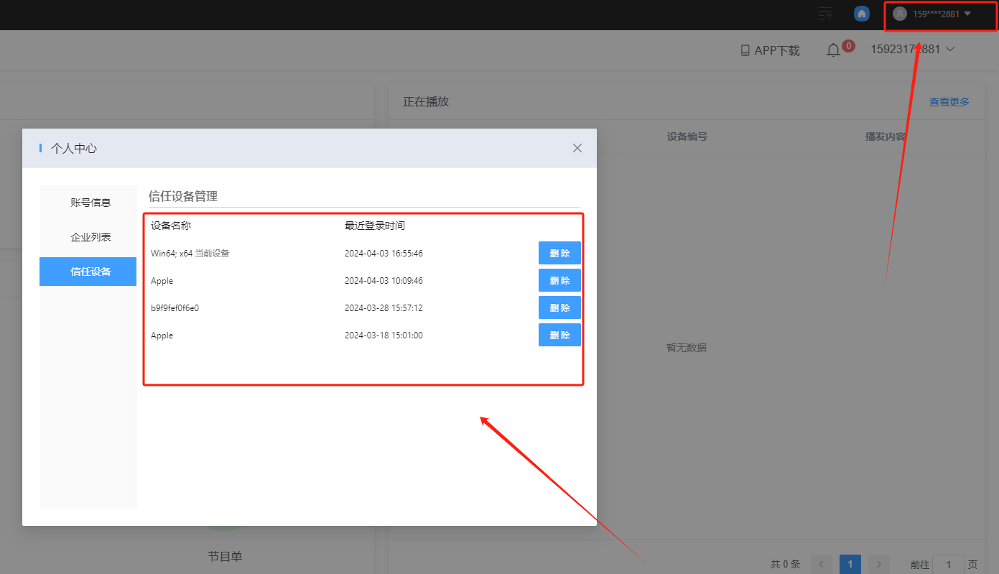 159****2881
APP下载 0 15923172881
正在播放 查看更多
设备编号 播发内容
个人中心
账号信息
企业列表
信任设备
信任设备管理
设备名称 最近登录时间
Win64; x64 当前设备 2024-04-03 16:55:46 删除
Apple 2024-04-03 10:09:46 删除
b9f9fef0f6e0 2024-03-28 15:57:12 删除
Apple 2024-03-18 15:01:00 删除
暂无数据
节目单
共 0 条 1 前往 1 页